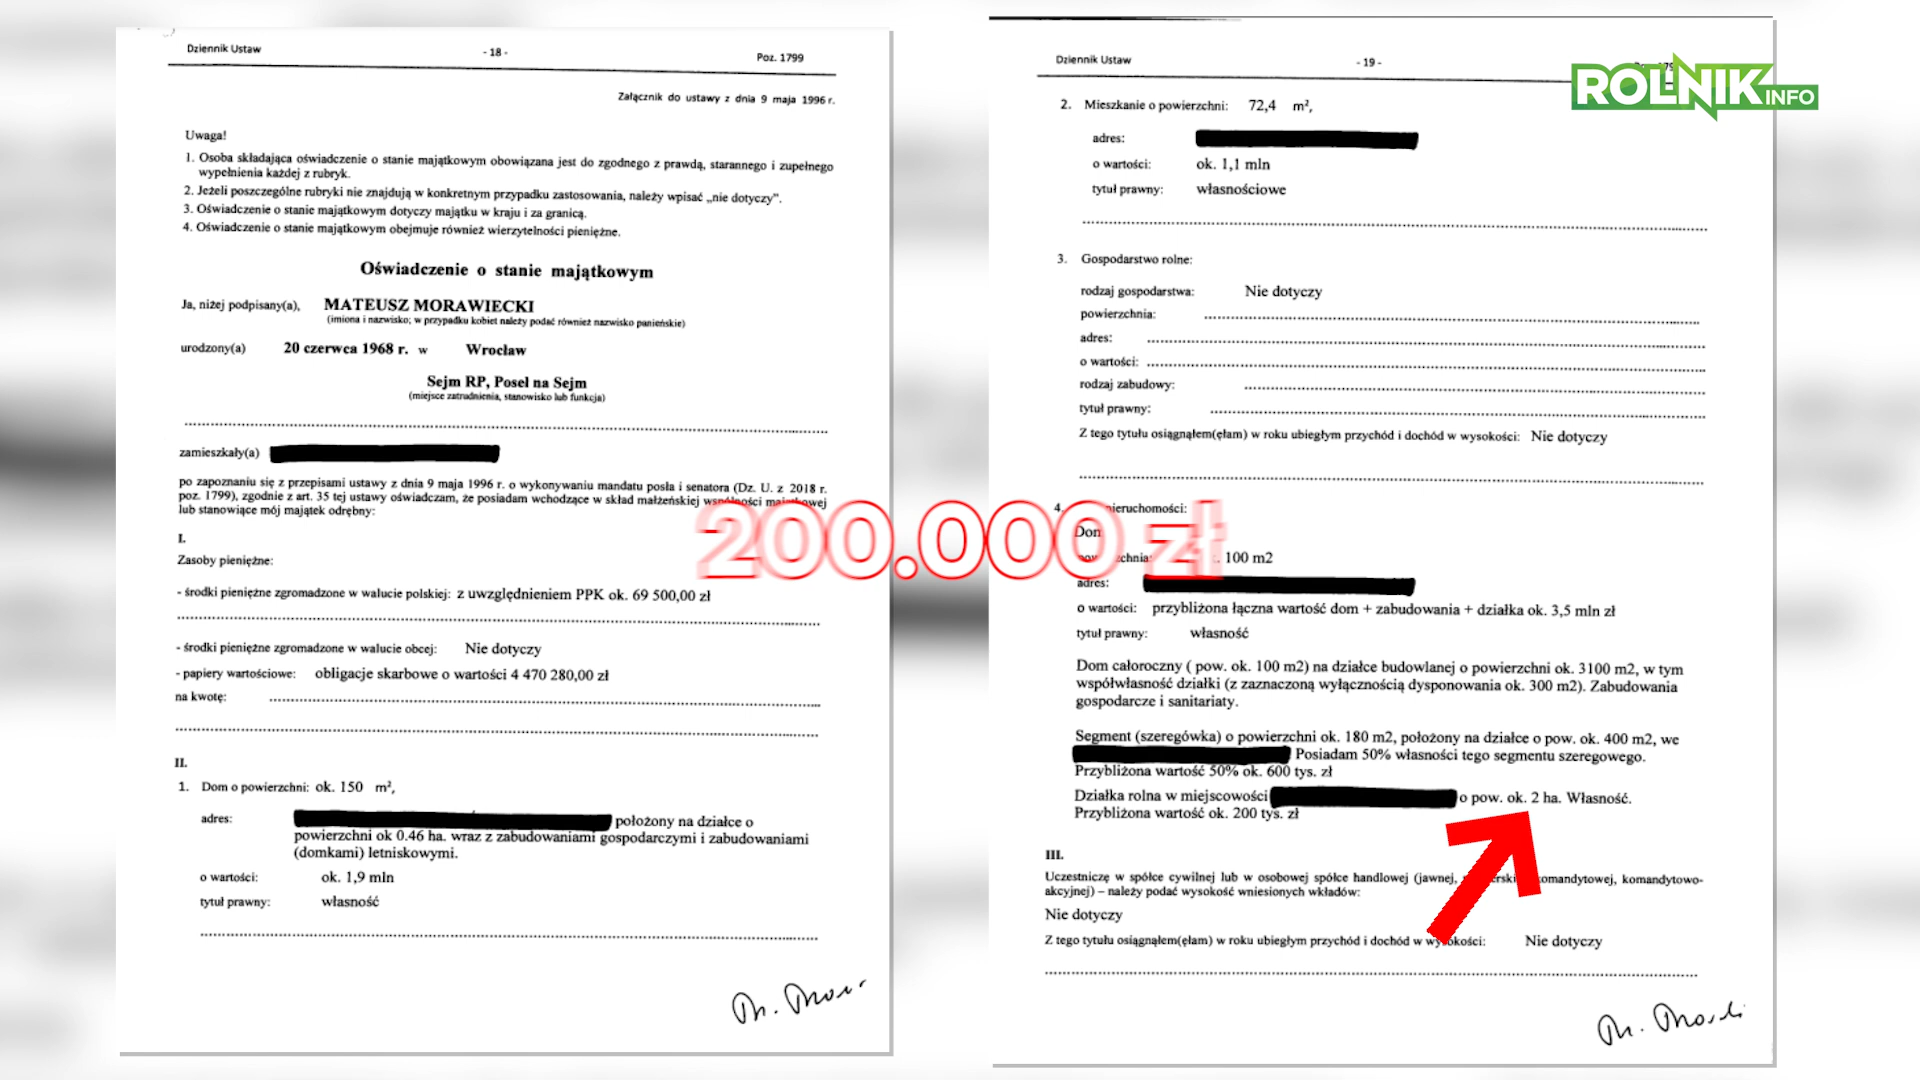 Dziennik Ustaw
- 18 -
Poz. 1799
Załącznik do ustawy z dnia 9 maja 1996 r.
Uwaga!
1. Osoba składająca oświadczenie o stanie majątkowym obowiązana jest do zgodnego z prawdą, starannego i zupełnego
wypełnienia każdej z rubryk.
2. Jeżeli poszczególne rubryki nie znajdują w konkretnym przypadku zastosowania, należy wpisać „nie dotyczy”.
3. Oświadczenie o stanie majątkowym dotyczy majątku w kraju i za granicą.
4. Oświadczenie o stanie majątkowym obejmuje również wierzytelności pieniężne.
Oświadczenie o stanie majątkowym
Ja, niżej podpisany(a), MATEUSZ MORAWIECKI
(imiona i nazwisko; w przypadku kobiet należy podać również nazwisko panieńskie)
urodzony(a) 20 czerwca 1968 r. w Wrocław
Sejm RP, Poseł na Sejm
(miejsce zatrudnienia, stanowisko lub funkcja)
zamieszkały(a)
po zapoznaniu się z przepisami ustawy z dnia 9 maja 1996 r. o wykonywaniu mandatu posła i senatora (Dz. U. z 2018 r.
poz. 1799), zgodnie z art. 35 tej ustawy oświadczam, że posiadam wchodzące w skład małżeńskiej wspólności majątkowej
lub stanowiące mój majątek odrębny:
I.
Zasoby pieniężne:
- środki pieniężne zgromadzone w walucie polskiej: z uwzględnieniem PPK ok. 69 500,00 zł
- środki pieniężne zgromadzone w walucie obcej: Nie dotyczy
- papiery wartościowe: obligacje skarbowe o wartości 4 470 280,00 zł
na kwotę:
II.
1. Dom o powierzchni: ok. 150 m²,
adres: położony na działce o
powierzchni ok 0.46 ha. wraz z zabudowaniami gospodarczymi i zabudowaniami
(domkami) letniskowymi.
o wartości: ok. 1,9 mln
tytuł prawny: własność
200.000 zł
Dziennik Ustaw
- 19 -
ROLNIK INFO
2. Mieszkanie o powierzchni: 72,4 m²,
adres:
o wartości: ok. 1,1 mln
tytuł prawny: własnościowe
3. Gospodarstwo rolne:
rodzaj gospodarstwa: Nie dotyczy
powierzchnia:
adres:
o wartości:
rodzaj zabudowy:
tytuł prawny:
Z tego tytułu osiągnąłem(ęłam) w roku ubiegłym przychód i dochód w wysokości: Nie dotyczy
4. nieruchomości:
100 m2
adres:
o wartości: przybliżona łączna wartość dom + zabudowania + działka ok. 3,5 mln zł
tytuł prawny: własność
Dom całoroczny ( pow. ok. 100 m2) na działce budowlanej o powierzchni ok. 3100 m2, w tym
współwłasność działki (z zaznaczoną wyłącznością dysponowania ok. 300 m2). Zabudowania
gospodarcze i sanitariaty.
Segment (szeregówka) o powierzchni ok. 180 m2, położony na działce o pow. ok. 400 m2, we
Posiadam 50% własności tego segmentu szeregowego.
Przybliżona wartość 50% ok. 600 tys. zł
Działka rolna w miejscowości o pow. ok. 2 ha. Własność.
Przybliżona wartość ok. 200 tys. zł
III.
Uczestniczę w spółce cywilnej lub w osobowej spółce handlowej (jawnej, komandytowej, komandytowo-
akcyjnej) – należy podać wysokość wniesionych wkładów:
Nie dotyczy
Z tego tytułu osiągnąłem(ęłam) w roku ubiegłym przychód i dochód w wysokości: Nie dotyczy